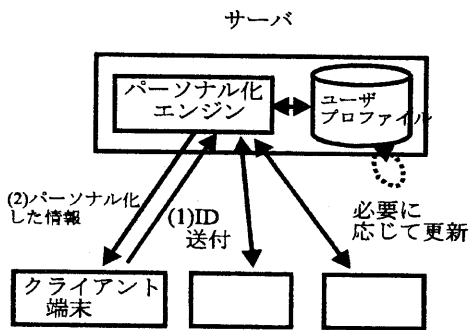 サーバ
パーソナル化
エンジン
ユーザ
プロファイル
(2)パーソナル化
した情報
(1)ID
送付
必要に
応じて更新
クライアント
端末